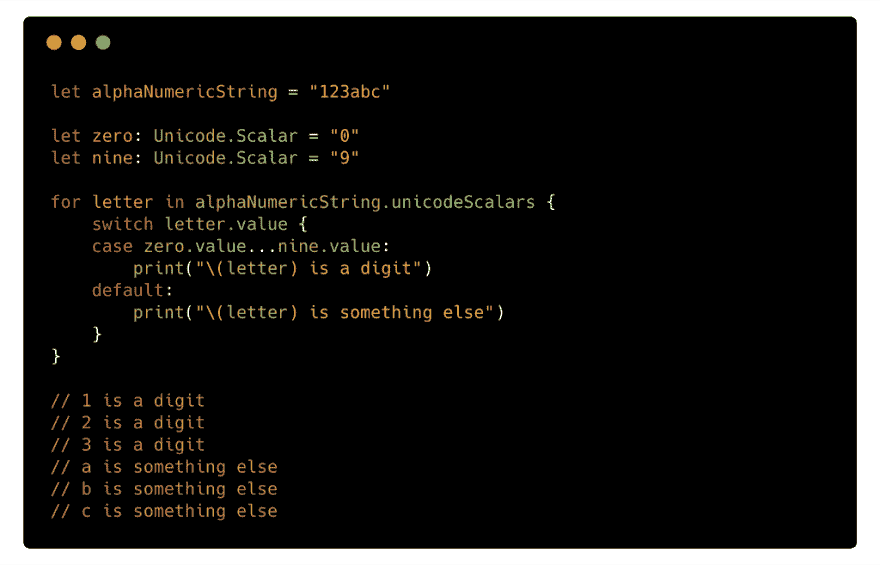 let alphaNumericString = "123abc"

let zero: Unicode.Scalar = "0"
let nine: Unicode.Scalar = "9"

for letter in alphaNumericString.unicodeScalars {
    switch letter.value {
    case zero.value...nine.value:
        print("\(letter) is a digit")
    default:
        print("\(letter) is something else")
    }
}

// 1 is a digit
// 2 is a digit
// 3 is a digit
// a is something else
// b is something else
// c is something else